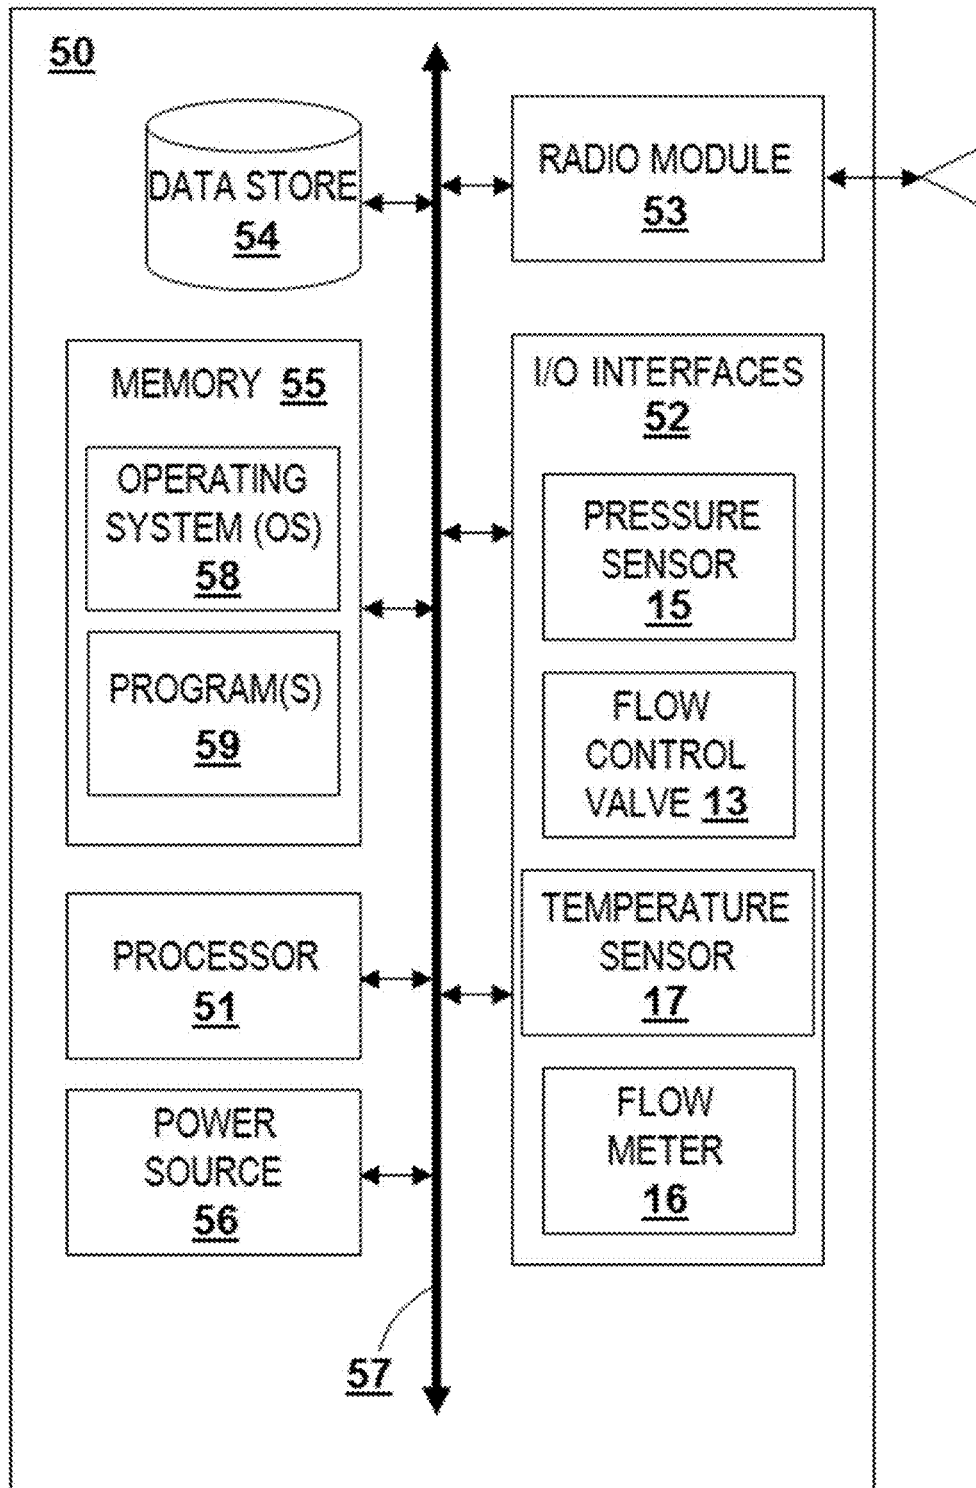 50
DATA STORE
54
RADIO MODULE
53
MEMORY 55
OPERATING
SYSTEM (OS)
58
PROGRAM(S)
59
I/O INTERFACES
52
PRESSURE
SENSOR
15
FLOW
CONTROL
VALVE 13
TEMPERATURE
SENSOR
17
FLOW
METER
16
PROCESSOR
51
POWER
SOURCE
56
57